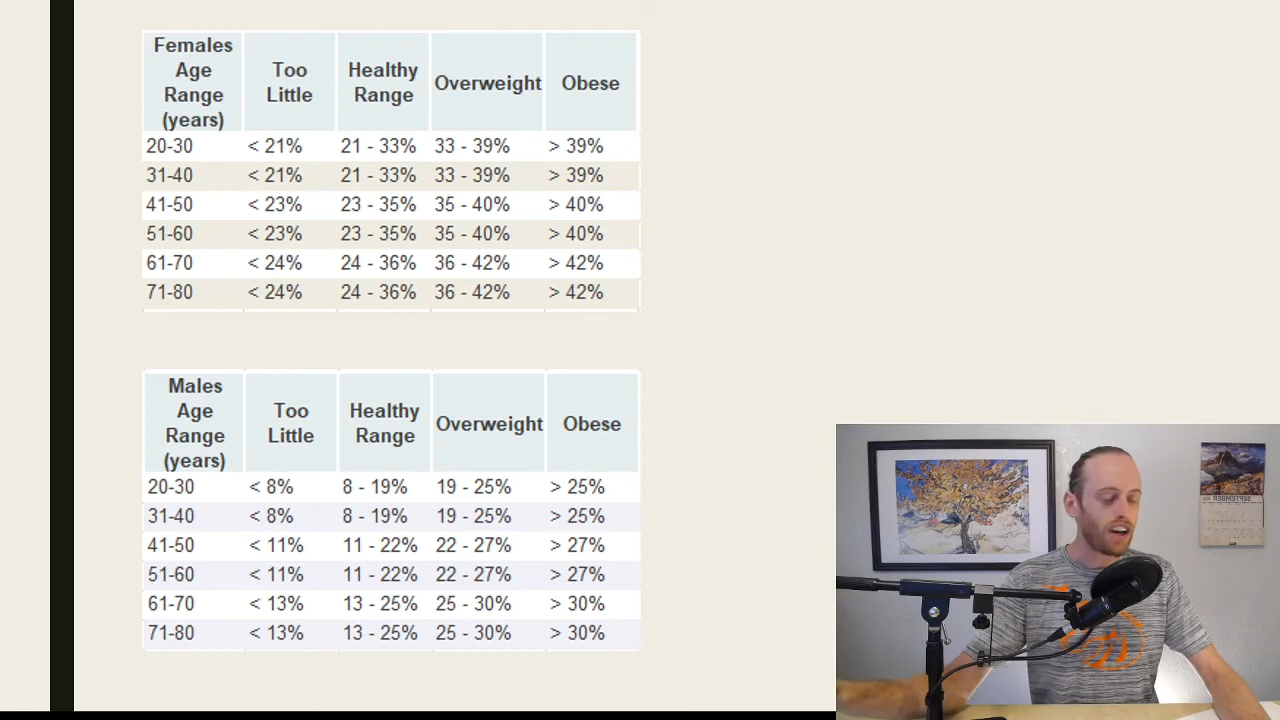 Females Age Range (years) Too Little Healthy Range Overweight Obese
20-30 < 21% 21 - 33% 33 - 39% > 39%
31-40 < 21% 21 - 33% 33 - 39% > 39%
41-50 < 23% 23 - 35% 35 - 40% > 40%
51-60 < 23% 23 - 35% 35 - 40% > 40%
61-70 < 24% 24 - 36% 36 - 42% > 42%
71-80 < 24% 24 - 36% 36 - 42% > 42%
Males Age Range (years) Too Little Healthy Range Overweight Obese
20-30 < 8% 8 - 19% 19 - 25% > 25%
31-40 < 8% 8 - 19% 19 - 25% > 25%
41-50 < 11% 11 - 22% 22 - 27% > 27%
51-60 < 11% 11 - 22% 22 - 27% > 27%
61-70 < 13% 13 - 25% 25 - 30% > 30%
71-80 < 13% 13 - 25% 25 - 30% > 30%
SEPTEMBER